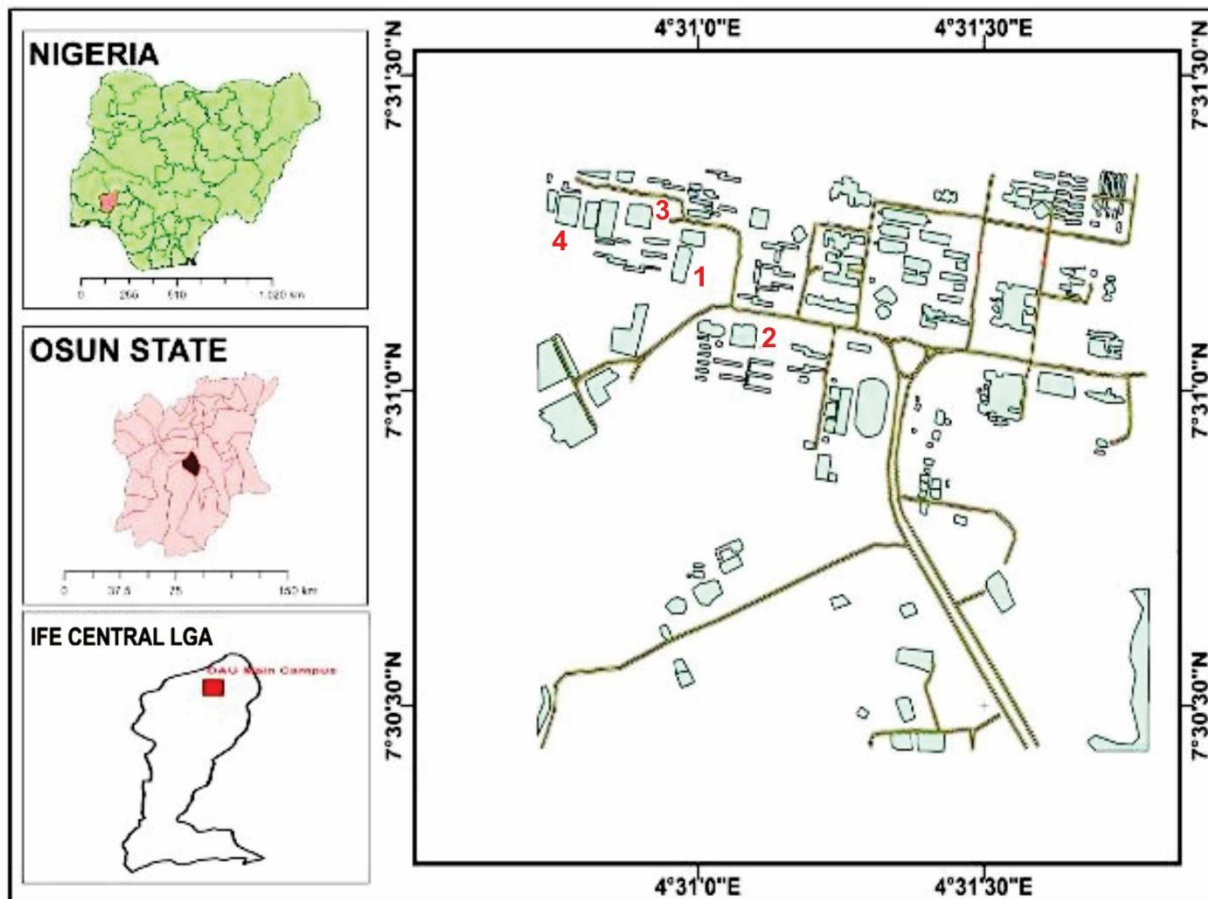 NIGERIA
0 255 510 1,020 km
OSUN STATE
0 37.5 75 150 km
IFE CENTRAL LGA
OAU Main Campus
4°31'0"E 4°31'30"E
7°31'30"N 7°31'30"N
3
4
1
2
7°31'0"N 7°31'0"N
7°30'30"N 7°30'30"N
4°31'0"E 4°31'30"E